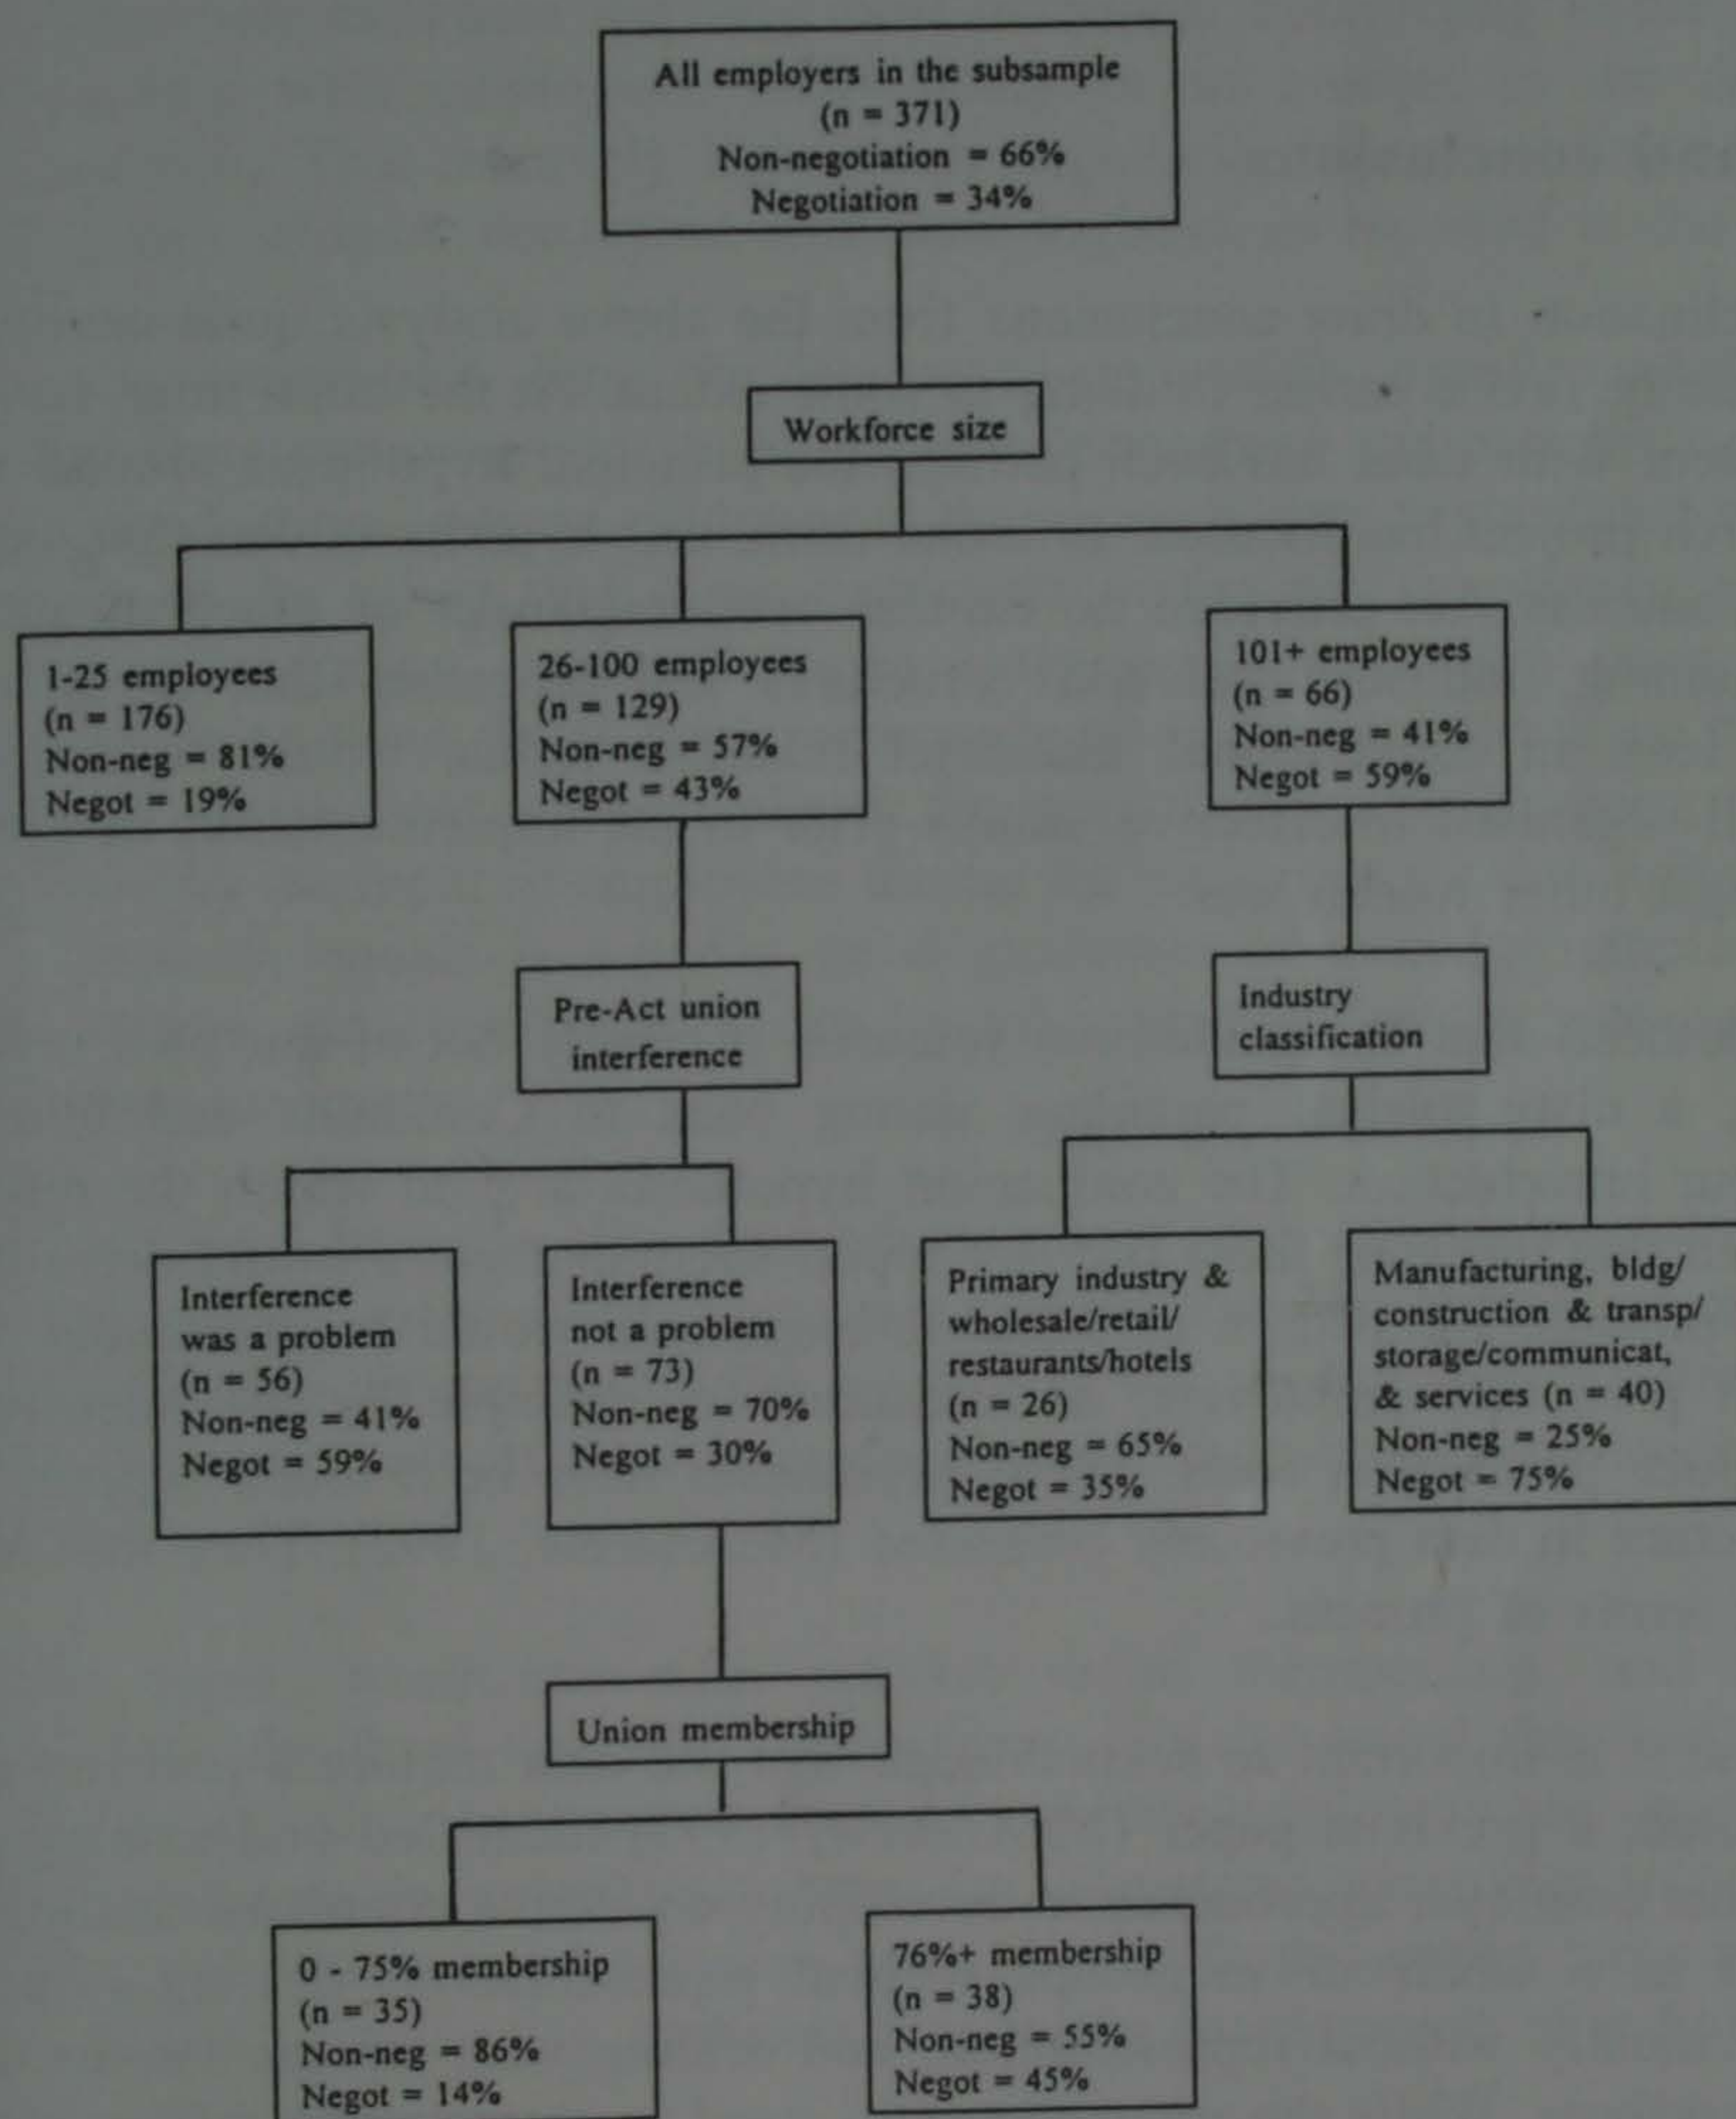 All employers in the subsample
(n = 371)
Non-negotiation = 66%
Negotiation = 34%
Workforce size
1-25 employees
(n = 176)
Non-neg = 81%
Negot = 19%
26-100 employees
(n = 129)
Non-neg = 57%
Negot = 43%
101+ employees
(n = 66)
Non-neg = 41%
Negot = 59%
Pre-Act union
interference
Industry
classification
Interference
was a problem
(n = 56)
Non-neg = 41%
Negot = 59%
Interference
not a problem
(n = 73)
Non-neg = 70%
Negot = 30%
Primary industry &
wholesale/retail/
restaurants/hotels
(n = 26)
Non-neg = 65%
Negot = 35%
Manufacturing, bldg/
construction & transp/
storage/communicat,
& services (n = 40)
Non-neg = 25%
Negot = 75%
Union membership
0 - 75% membership
(n = 35)
Non-neg = 86%
Negot = 14%
76%+ membership
(n = 38)
Non-neg = 55%
Negot = 45%